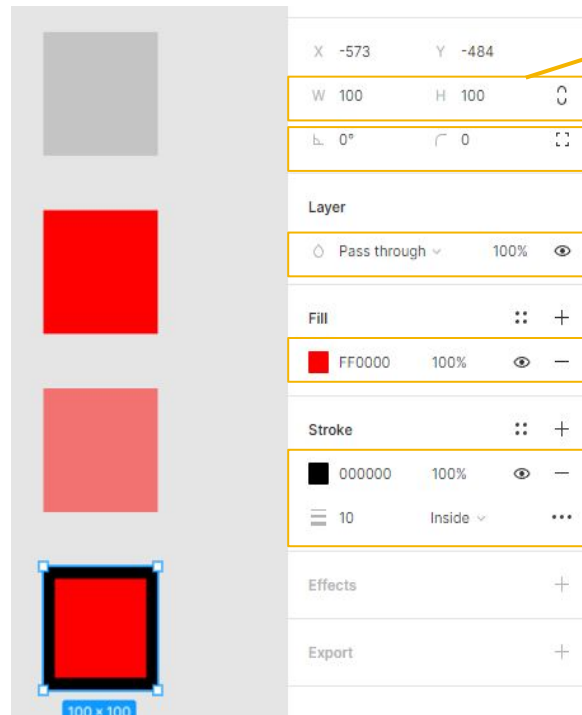 X -573 Y -484
W 100 H 100
0° 0
Layer
Pass through 100%
Fill
FF0000 100%
Stroke
000000 100%
10 Inside
Effects
Export
100 × 100